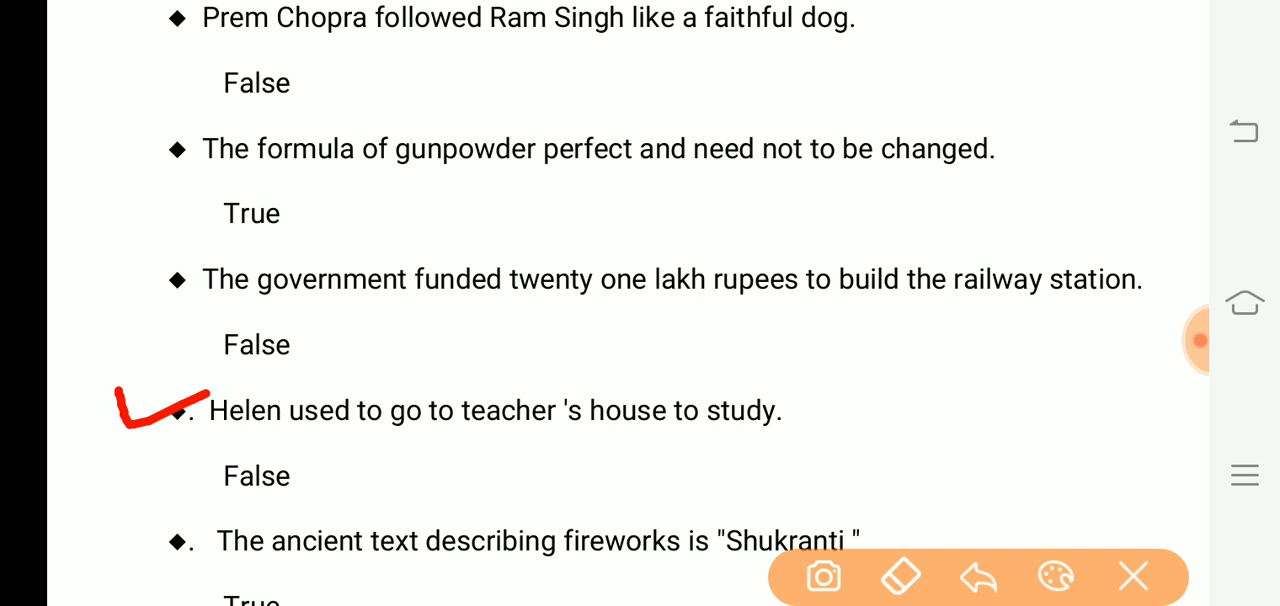 ◆ Prem Chopra followed Ram Singh like a faithful dog.
False
◆ The formula of gunpowder perfect and need not to be changed.
True
◆ The government funded twenty one lakh rupees to build the railway station.
False
◆. Helen used to go to teacher 's house to study.
False
◆. The ancient text describing fireworks is "Shukranti "
True